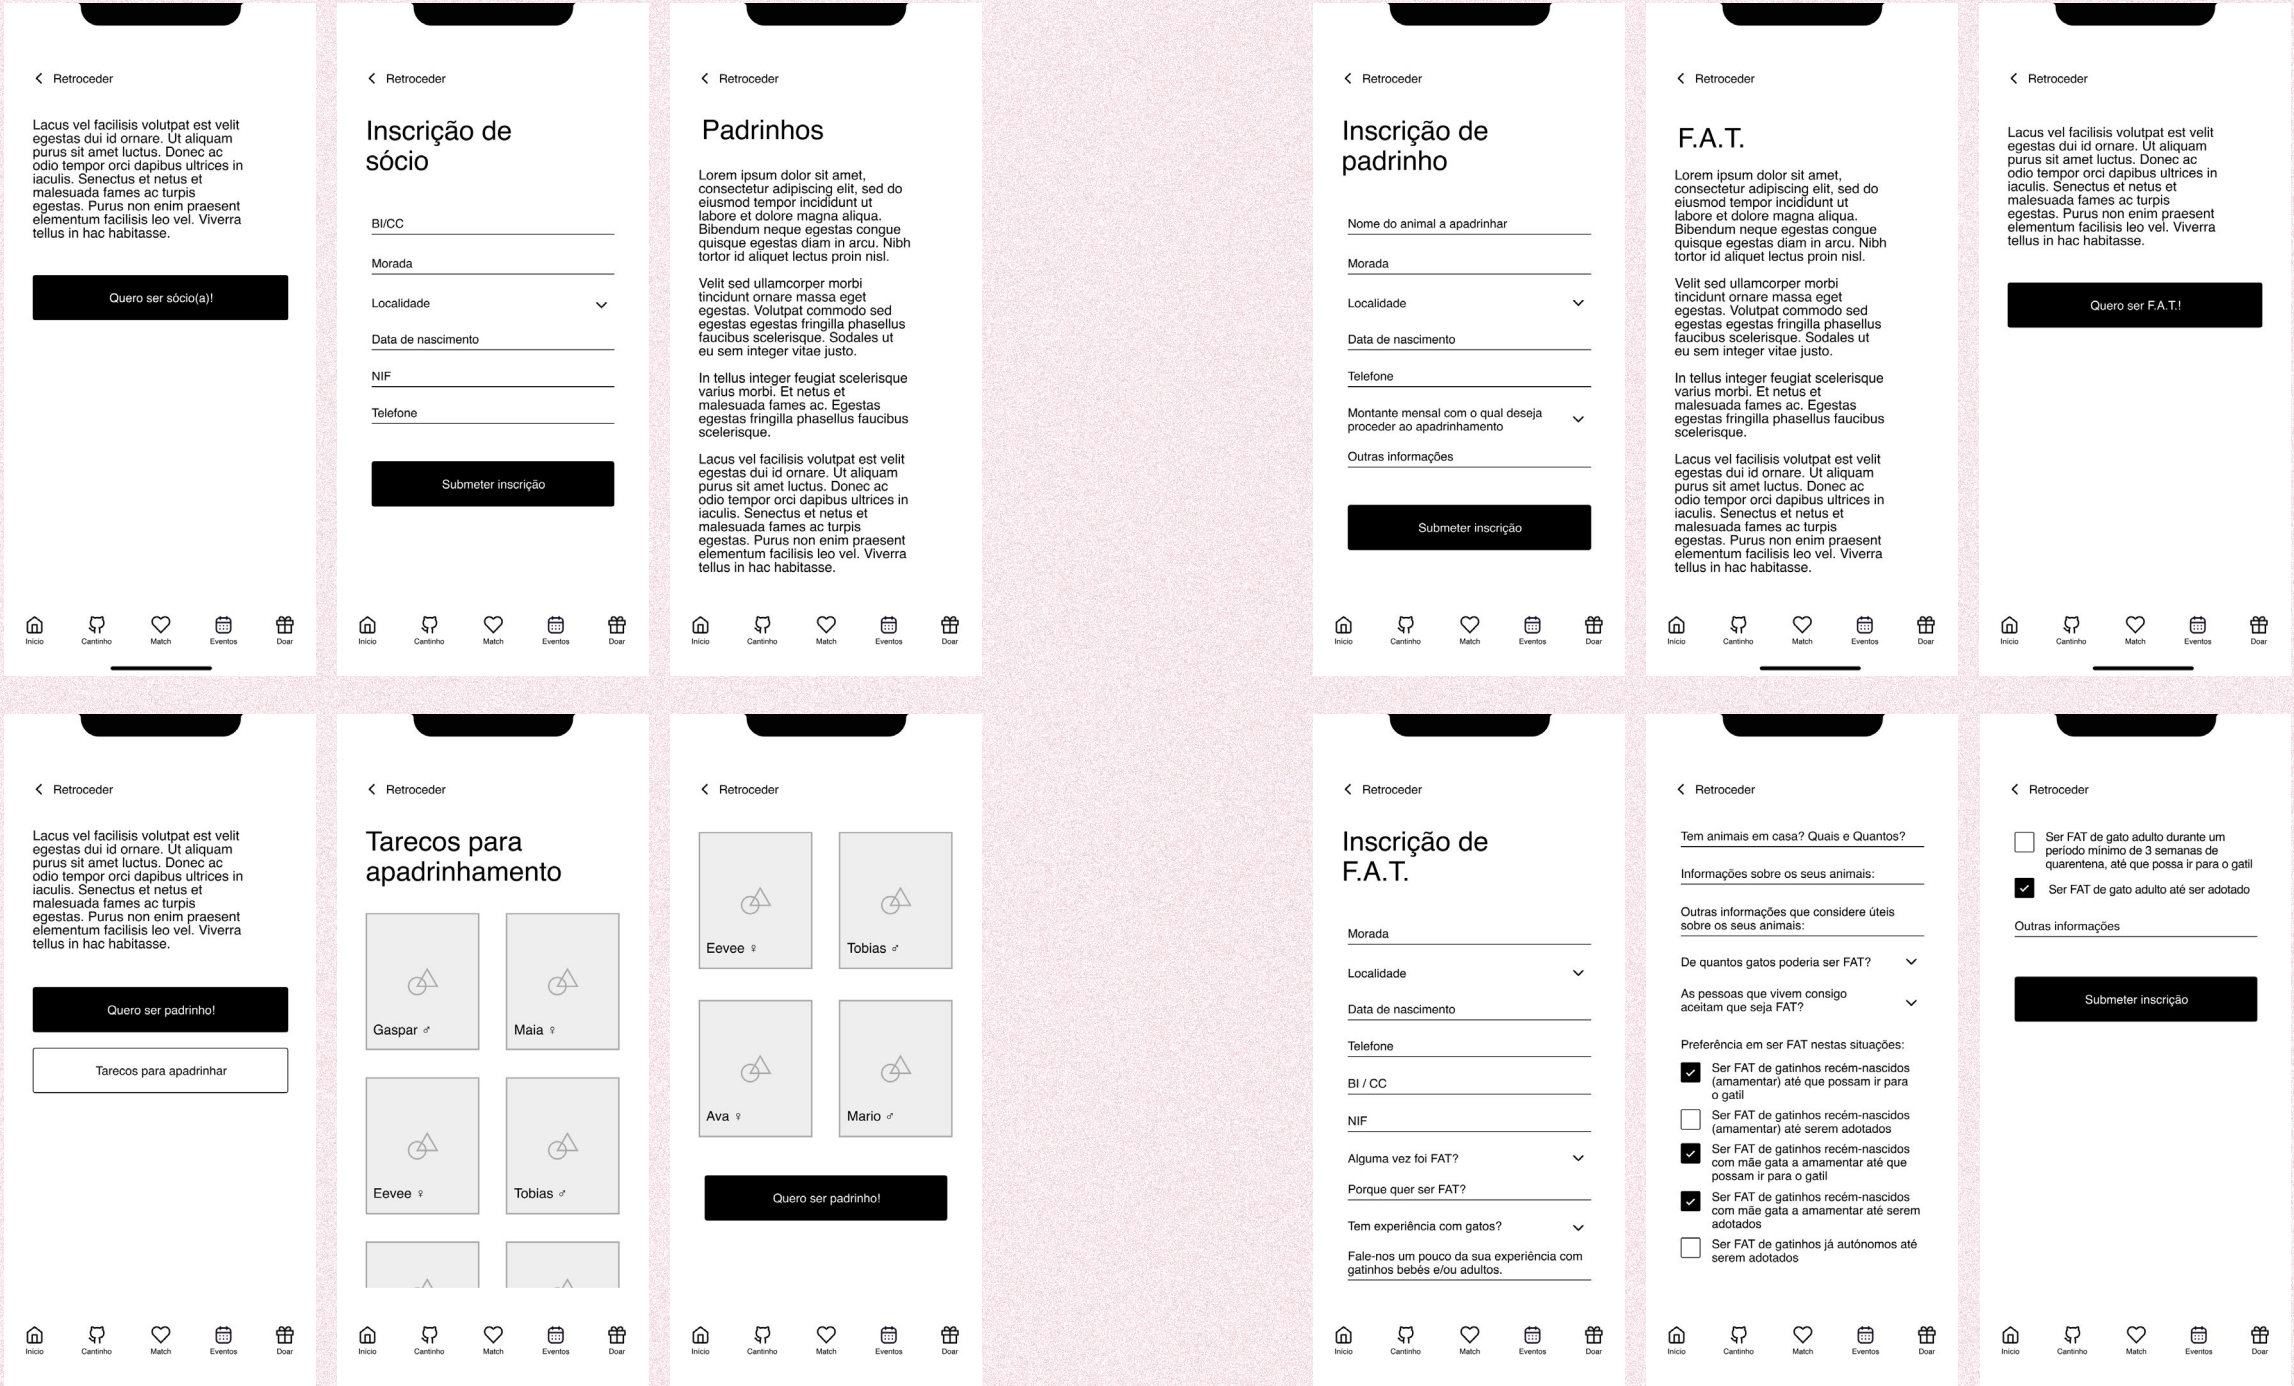 Retroceder
Lacus vel facilisis volutpat est velit
egestas dui id ornare. Ut aliquam
purus sit amet luctus. Donec ac
odio tempor orci dapibus ultrices in
iaculis. Senectus et netus et
malesuada fames ac turpis
egestas. Purus non enim praesent
elementum facilisis leo vel. Viverra
tellus in hac habitasse.
Quero ser sócio(a)!
Início
Cantinho
Match
Eventos
Doar
Retroceder
Inscrição de
sócio
BI/CC
Morada
Localidade
Data de nascimento
NIF
Telefone
Submeter inscrição
Início
Cantinho
Match
Eventos
Doar
Retroceder
Padrinhos
Lorem ipsum dolor sit amet,
consectetur adipiscing elit, sed do
eiusmod tempor incididunt ut
labore et dolore magna aliqua.
Bibendum neque egestas congue
quisque egestas diam in arcu. Nibh
tortor id aliquet lectus proin nisl.
Velit sed ullamcorper morbi
tincidunt ornare massa eget
egestas. Volutpat commodo sed
egestas egestas fringilla phasellus
faucibus scelerisque. Sodales ut
eu sem integer vitae justo.
In tellus integer feugiat scelerisque
varius morbi. Et netus et
malesuada fames ac. Egestas
egestas fringilla phasellus faucibus
scelerisque.
Lacus vel facilisis volutpat est velit
egestas dui id ornare. Ut aliquam
purus sit amet luctus. Donec ac
odio tempor orci dapibus ultrices in
iaculis. Senectus et netus et
malesuada fames ac turpis
egestas. Purus non enim praesent
elementum facilisis leo vel. Viverra
tellus in hac habitasse.
Início
Cantinho
Match
Eventos
Doar
Retroceder
Inscrição de
padrinho
Nome do animal a apadrinhar
Morada
Localidade
Data de nascimento
Telefone
Montante mensal com o qual deseja
proceder ao apadrinhamento
Outras informações
Submeter inscrição
Início
Cantinho
Match
Eventos
Doar
Retroceder
F.A.T.
Lorem ipsum dolor sit amet,
consectetur adipiscing elit, sed do
eiusmod tempor incididunt ut
labore et dolore magna aliqua.
Bibendum neque egestas congue
quisque egestas diam in arcu. Nibh
tortor id aliquet lectus proin nisl.
Velit sed ullamcorper morbi
tincidunt ornare massa eget
egestas. Volutpat commodo sed
egestas egestas fringilla phasellus
faucibus scelerisque. Sodales ut
eu sem integer vitae justo.
In tellus integer feugiat scelerisque
varius morbi. Et netus et
malesuada fames ac. Egestas
egestas fringilla phasellus faucibus
scelerisque.
Lacus vel facilisis volutpat est velit
egestas dui id ornare. Ut aliquam
purus sit amet luctus. Donec ac
odio tempor orci dapibus ultrices in
iaculis. Senectus et netus et
malesuada fames ac turpis
egestas. Purus non enim praesent
elementum facilisis leo vel. Viverra
tellus in hac habitasse.
Início
Cantinho
Match
Eventos
Doar
Retroceder
Lacus vel facilisis volutpat est velit
egestas dui id ornare. Ut aliquam
purus sit amet luctus. Donec ac
odio tempor orci dapibus ultrices in
iaculis. Senectus et netus et
malesuada fames ac turpis
egestas. Purus non enim praesent
elementum facilisis leo vel. Viverra
tellus in hac habitasse.
Quero ser F.A.T.!
Início
Cantinho
Match
Eventos
Doar
Retroceder
Lacus vel facilisis volutpat est velit
egestas dui id ornare. Ut aliquam
purus sit amet luctus. Donec ac
odio tempor orci dapibus ultrices in
iaculis. Senectus et netus et
malesuada fames ac turpis
egestas. Purus non enim praesent
elementum facilisis leo vel. Viverra
tellus in hac habitasse.
Quero ser padrinho!
Tarecos para apadrinhar
Início
Cantinho
Match
Eventos
Doar
Retroceder
Tarecos para
apadrinhamento
Gaspar ♂
Maia ♀
Eevee ♀
Tobias ♂
Início
Cantinho
Match
Eventos
Doar
Retroceder
Eevee ♀
Tobias ♂
Ava ♀
Mario ♂
Quero ser padrinho!
Início
Cantinho
Match
Eventos
Doar
Retroceder
Inscrição de
F.A.T.
Morada
Localidade
Data de nascimento
Telefone
BI / CC
NIF
Alguma vez foi FAT?
Porque quer ser FAT?
Tem experiência com gatos?
Fale-nos um pouco da sua experiência com
gatinhos bebés e/ou adultos.
Início
Cantinho
Match
Eventos
Doar
Retroceder
Tem animais em casa? Quais e Quantos?
Informações sobre os seus animais:
Outras informações que considere úteis
sobre os seus animais:
De quantos gatos poderia ser FAT?
As pessoas que vivem consigo
aceitam que seja FAT?
Preferência em ser FAT nestas situações:
Ser FAT de gatinhos recém-nascidos
(amamentar) até que possam ir para
o gatil
Ser FAT de gatinhos recém-nascidos
(amamentar) até serem adotados
Ser FAT de gatinhos recém-nascidos
com mãe gata a amamentar até que
possam ir para o gatil
Ser FAT de gatinhos recém-nascidos
com mãe gata a amamentar até serem
adotados
Ser FAT de gatinhos já autónomos até
serem adotados
Início
Cantinho
Match
Eventos
Doar
Retroceder
Ser FAT de gato adulto durante um
período mínimo de 3 semanas de
quarentena, até que possa ir para o gatil
Ser FAT de gato adulto até ser adotado
Outras informações
Submeter inscrição
Início
Cantinho
Match
Eventos
Doar